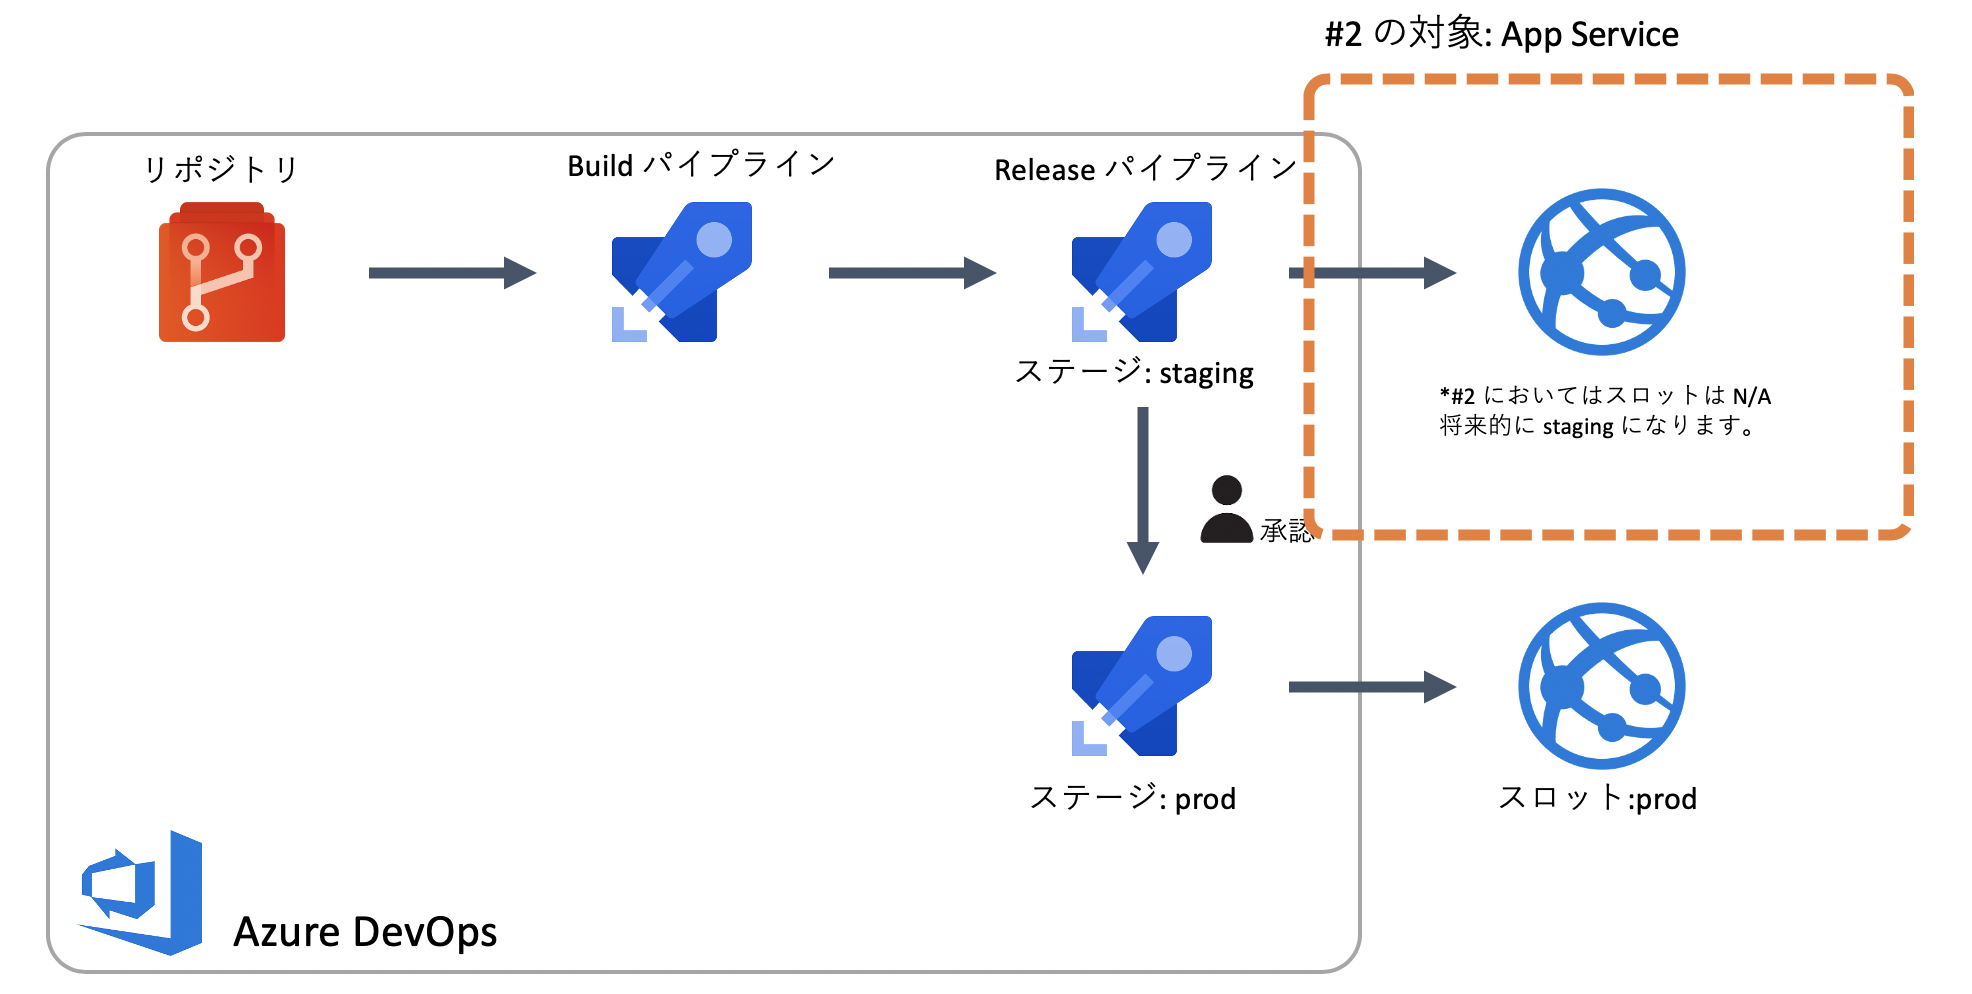 #2 の対象: App Service
リポジトリ
Build パイプライン
Release パイプライン
ステージ: staging
*#2 においてはスロットは N/A
将来的に staging になります。
承認
ステージ: prod
スロット:prod
Azure DevOps